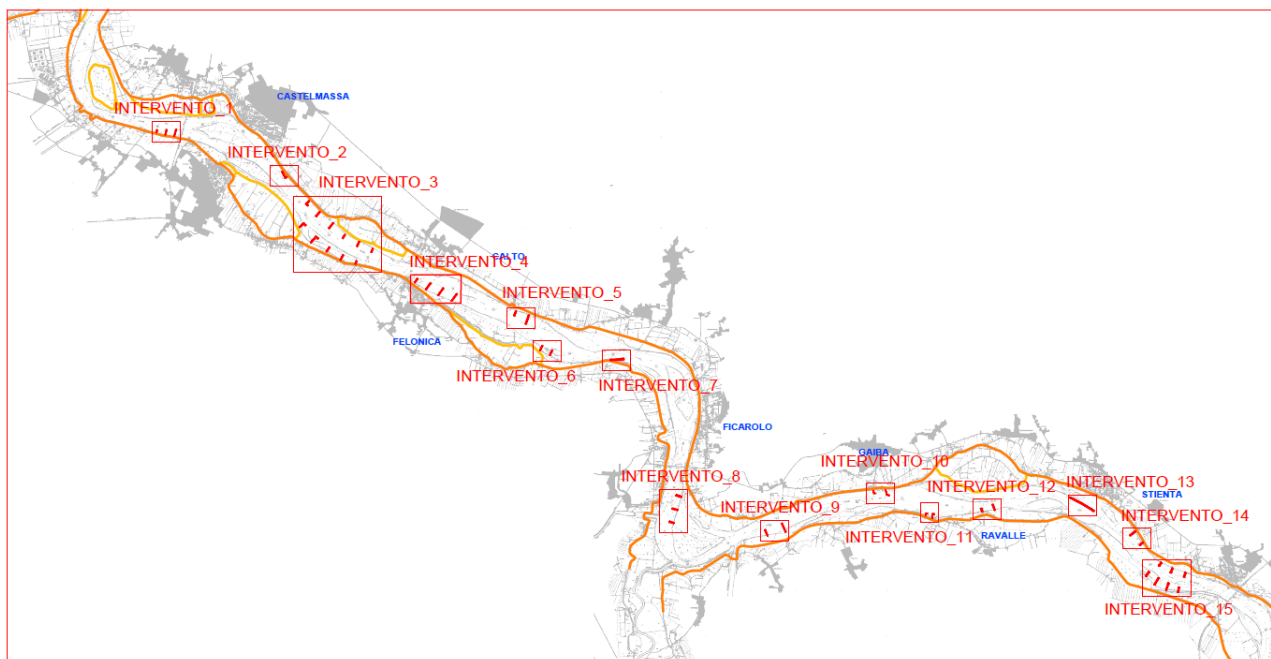 CASTELMASSA
INTERVENTO_1
INTERVENTO_2
INTERVENTO_3
CALTO
INTERVENTO_4
INTERVENTO_5
FELONICA
INTERVENTO_6
INTERVENTO_7
FICAROLO
GAIBA
INTERVENTO_10
INTERVENTO_8
INTERVENTO_13
INTERVENTO_12
STIENTA
INTERVENTO_9
INTERVENTO_14
INTERVENTO_11
RAVALLE
INTERVENTO_15